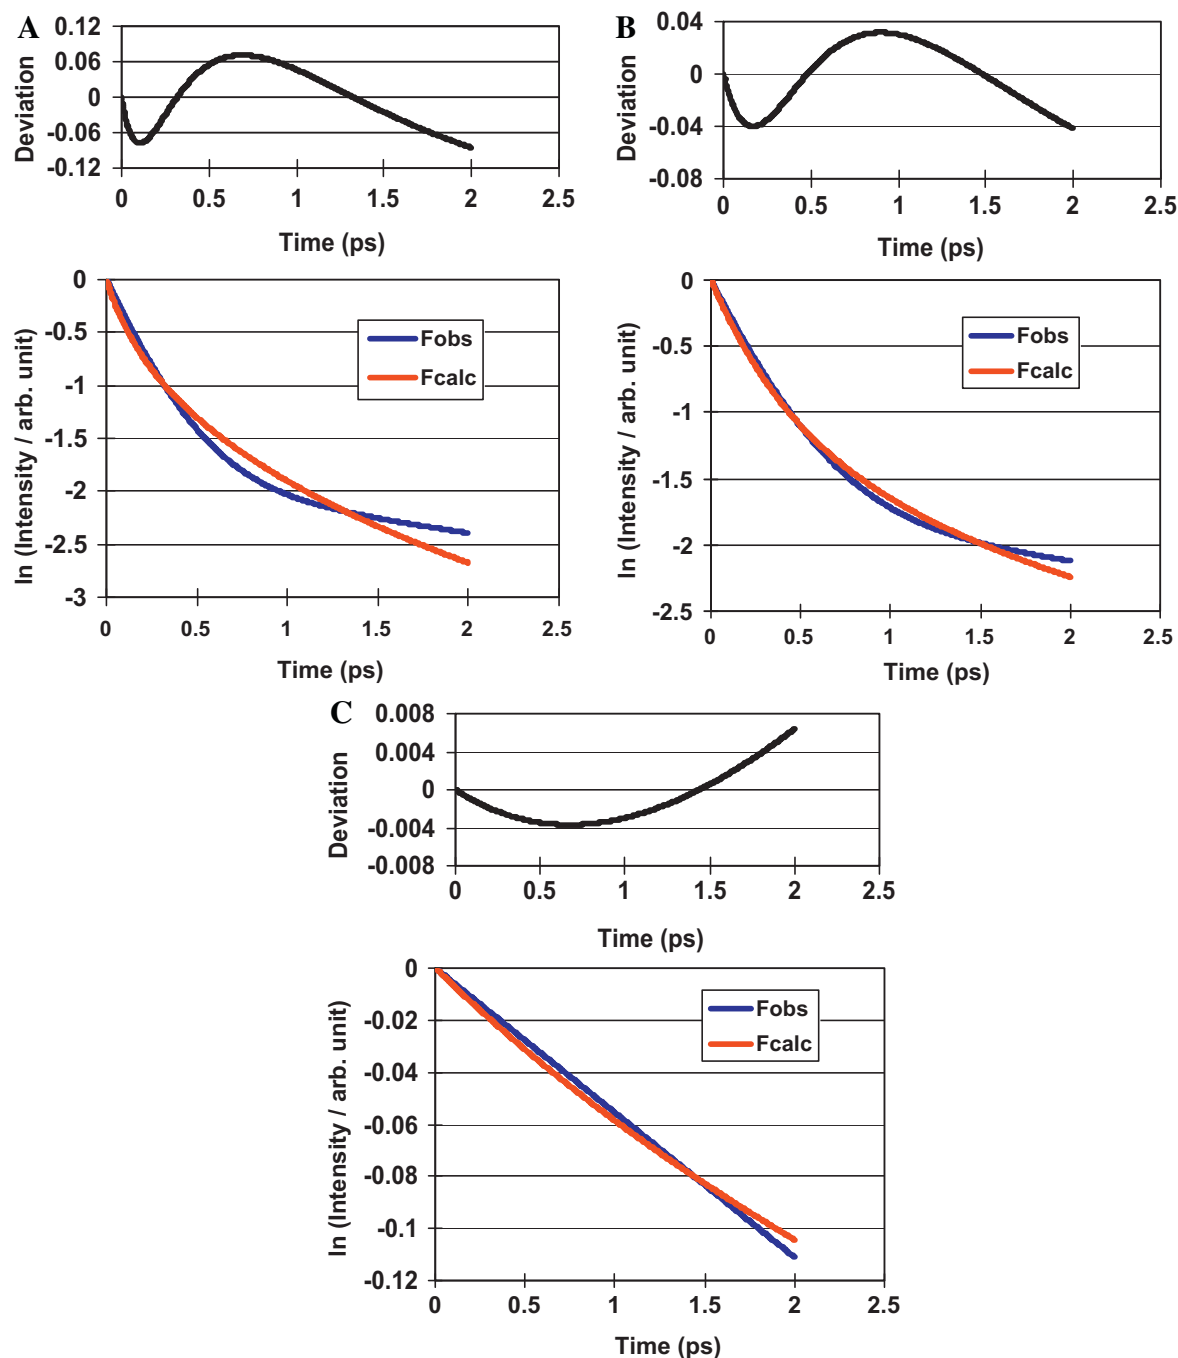 A
Deviation
0.12
0.06
0
-0.06
-0.12
0 0.5 1 1.5 2 2.5
Time (ps)
B
Deviation
0.04
0
-0.04
-0.08
0 0.5 1 1.5 2 2.5
Time (ps)
ln (Intensity / arb. unit)
0
-0.5
-1
-1.5
-2
-2.5
-3
Fobs
Fcalc
0 0.5 1 1.5 2 2.5
Time (ps)
ln (Intensity / arb. unit)
0
-0.5
-1
-1.5
-2
-2.5
Fobs
Fcalc
0 0.5 1 1.5 2 2.5
Time (ps)
C
Deviation
0.008
0.004
0
-0.004
-0.008
0 0.5 1 1.5 2 2.5
Time (ps)
ln (Intensity / arb. unit)
0
-0.02
-0.04
-0.06
-0.08
-0.1
-0.12
Fobs
Fcalc
0 0.5 1 1.5 2 2.5
Time (ps)